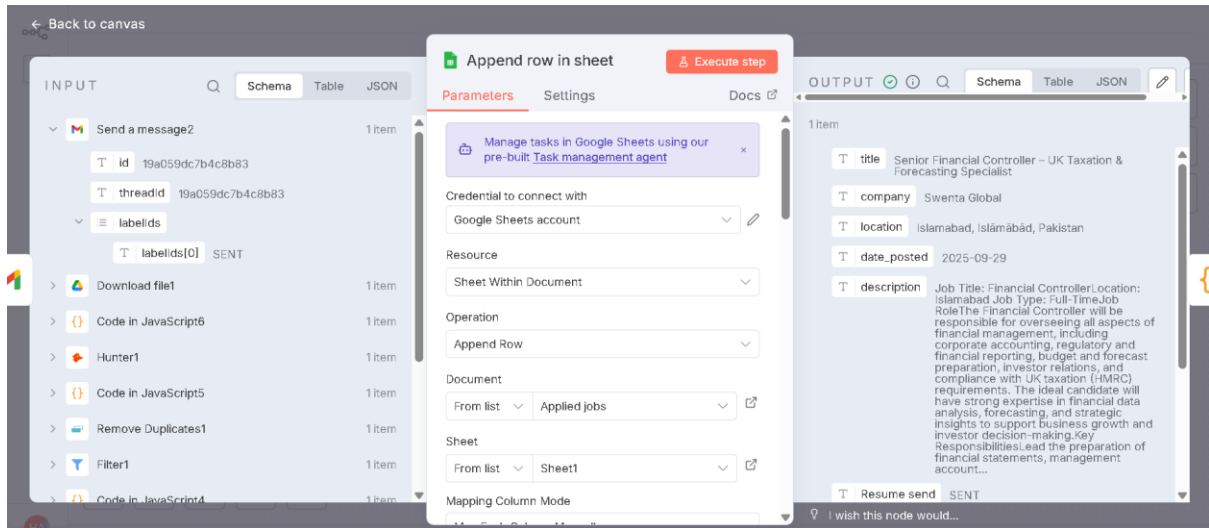 ← Back to canvas
INPUT
Schema
Table
JSON
Send a message2
1 item
T id 19a059dc7b4c8b83
T threadId 19a059dc7b4c8b83
labelIds
T labelIds[0] SENT
Download file1
1 item
Code in JavaScript6
1 item
Hunter1
1 item
Code in JavaScript5
1 item
Remove Duplicates1
1 item
Filter1
1 item
Code in JavaScript4
1 item
Append row in sheet
Execute step
Parameters
Settings
Docs
Manage tasks in Google Sheets using our
pre-built Task management agent
×
Credential to connect with
Google Sheets account
Resource
Sheet Within Document
Operation
Append Row
Document
From list
Applied jobs
Sheet
From list
Sheet1
Mapping Column Mode
OUTPUT
Schema
Table
JSON
1 item
T title Senior Financial Controller – UK Taxation &
Forecasting Specialist
T company Swenta Global
T location Islamabad, Islāmābād, Pakistan
T date_posted 2025-09-29
T description Job Title: Financial ControllerLocation:
Islamabad Job Type: Full-TimeJob
RoleThe Financial Controller will be
responsible for overseeing all aspects of
financial management, including
corporate accounting, regulatory and
financial reporting, budget and forecast
preparation, investor relations, and
compliance with UK taxation (HMRC)
requirements. The ideal candidate will
have strong expertise in financial data
analysis, forecasting, and strategic
insights to support business growth and
investor decision-making.Key
ResponsibilitiesLead the preparation of
financial statements, management
account...
T Resume send SENT
I wish this node would...